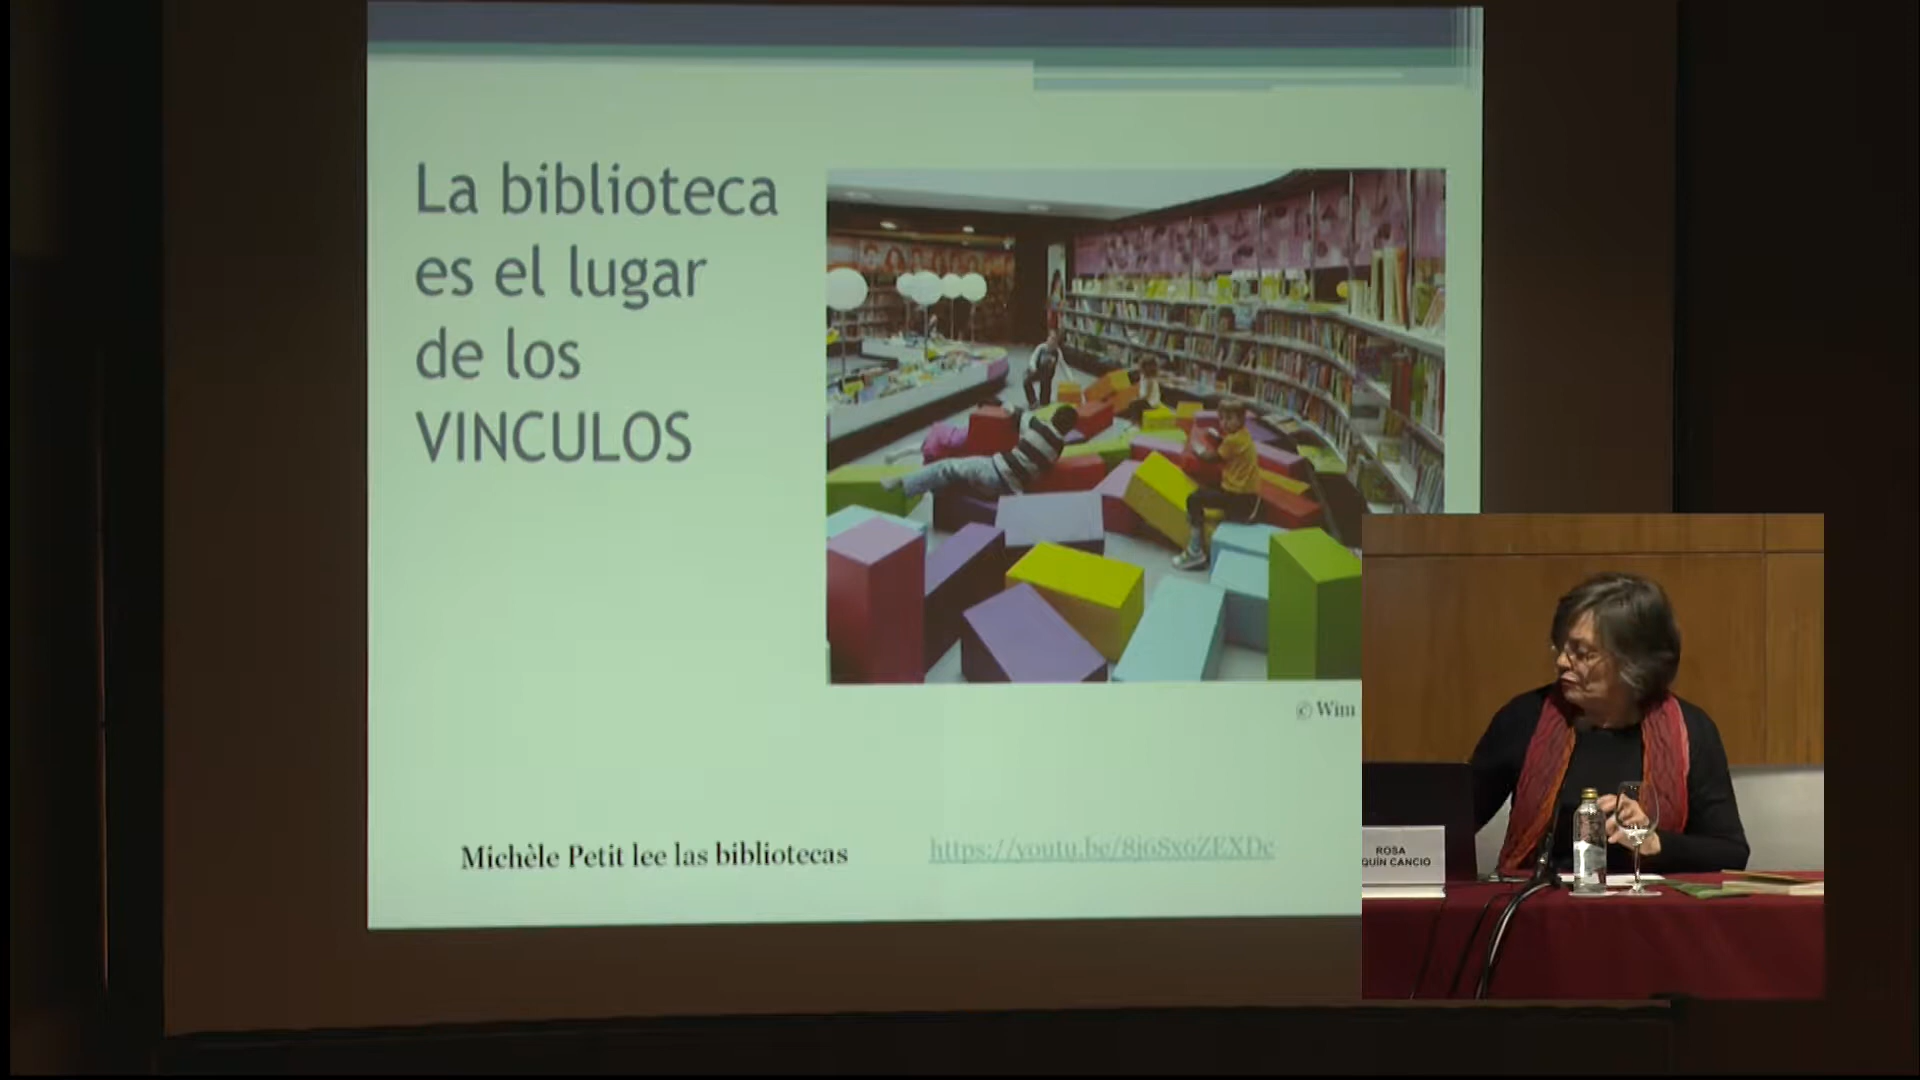 La biblioteca
es el lugar
de los
VINCULOS
© Wim
Michèle Petit lee las bibliotecas
https://youtu.be/8j6Sx6ZEXDc
ROSA
QUÍN CANCIO